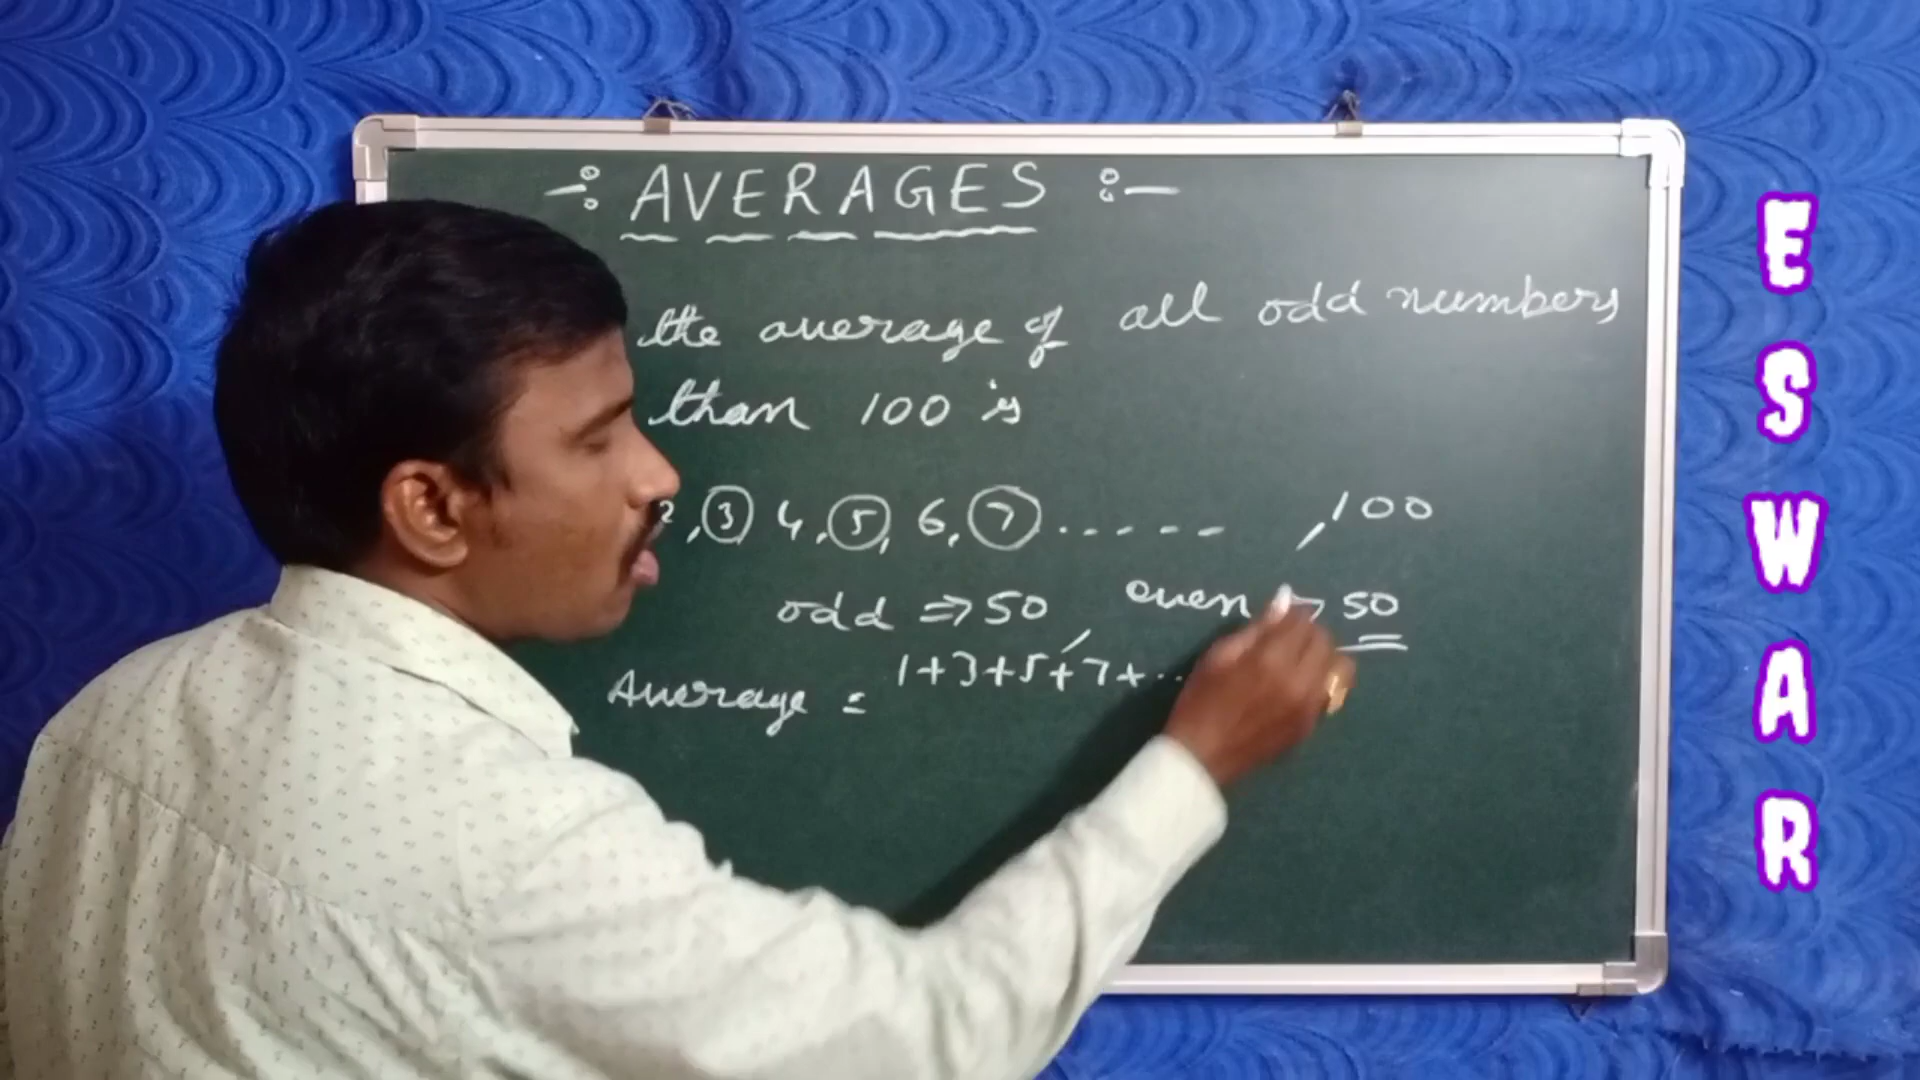 -: AVERAGES :-
the average of all odd numbers
than 100 is
2, 3 4, 5, 6, 7 . . . . . , 100
odd ⇒ 50 even ⇒ 50
Average = 1+3+5+7+..
ESWAR